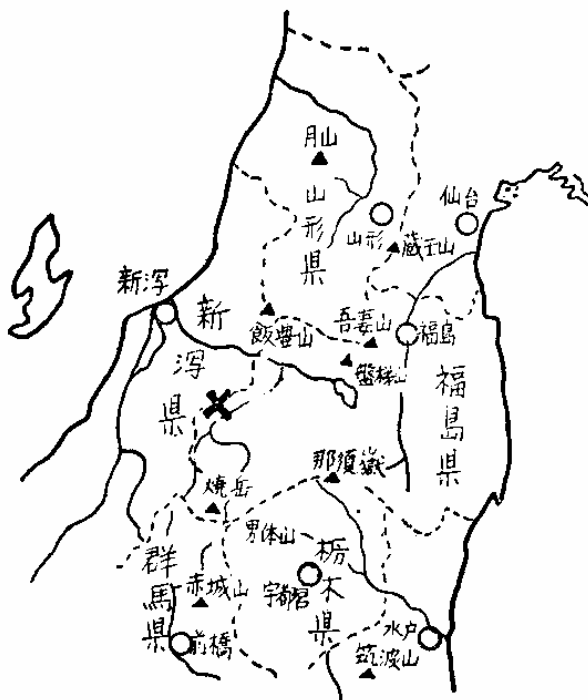 月山
山形県
仙台
山形
蔵王山
新潟
新潟県
飯豊山
吾妻山
福島
磐梯山
福島県
那須嶽
焼岳
男体山
栃木県
群馬県
赤城山
宇都宮
前橋
水戸
筑波山